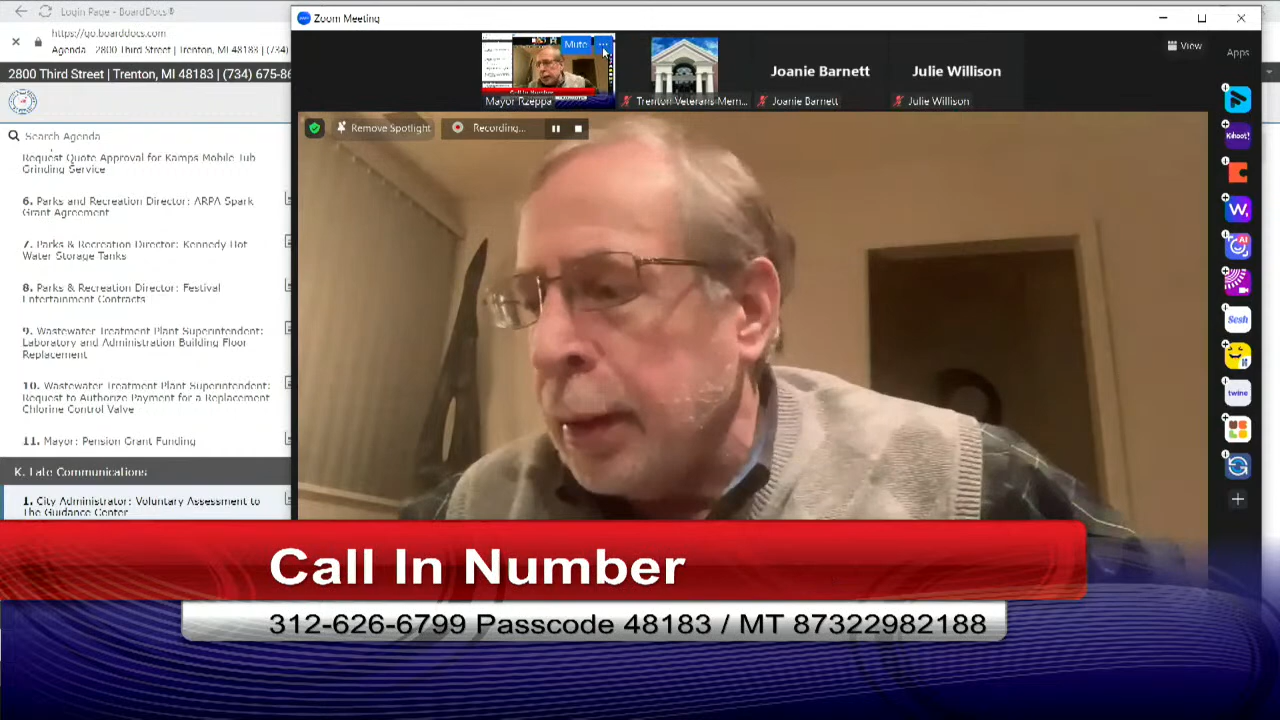 Login Page - BoardDocs®
https://go.boarddocs.com
Agenda. 2800 Third Street | Trenton, MI 48183 | (734)
2800 Third Street | Trenton, MI 48183 | (734) 675-86
Search Agenda
Request Quote Approval for Kamps Mobile Tub
Grinding Service
6. Parks and Recreation Director: ARPA Spark
Grant Agreement
7. Parks & Recreation Director: Kennedy Hot
Water Storage Tanks
8. Parks & Recreation Director: Festival
Entertainment Contracts
9. Wastewater Treatment Plant Superintendent:
Laboratory and Administration Building Floor
Replacement
10. Wastewater Treatment Plant Superintendent:
Request to Authorize Payment for a Replacement
Chlorine Control Valve
11. Mayor: Pension Grant Funding
K. Late Communications
1. City Administrator: Voluntary Assessment to
The Guidance Center
Zoom Meeting
Mute
Mayor Rzeppa
Trenton Veterans Mem...
Joanie Barnett
Joanie Barnett
Julie Willison
Julie Willison
View
Apps
Remove Spotlight
Recording...
Kahoot!
W
AI
Sesh
twine
Call In Number
312-626-6799 Passcode 48183 / MT 87322982188